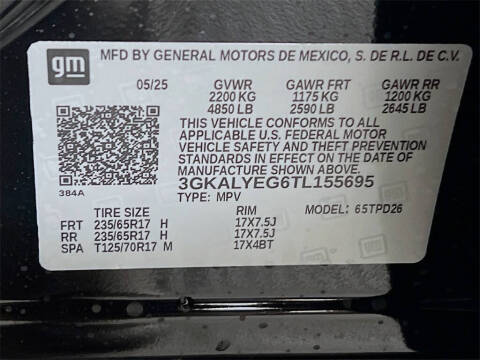 gm
MFD BY GENERAL MOTORS DE MEXICO, S. DE R.L. DE C.V.
05/25 GVWR GAWR FRT GAWR RR
2200 KG 1175 KG 1200 KG
4850 LB 2590 LB 2645 LB
THIS VEHICLE CONFORMS TO ALL
APPLICABLE U.S. FEDERAL MOTOR
VEHICLE SAFETY AND THEFT PREVENTION
STANDARDS IN EFFECT ON THE DATE OF
MANUFACTURE SHOWN ABOVE.
384A
3GKALYEG6TL155695
TYPE: MPV MODEL: 65TPD26
TIRE SIZE RIM
FRT 235/65R17 H 17X7.5J
RR 235/65R17 H 17X7.5J
SPA T125/70R17 M 17X4BT